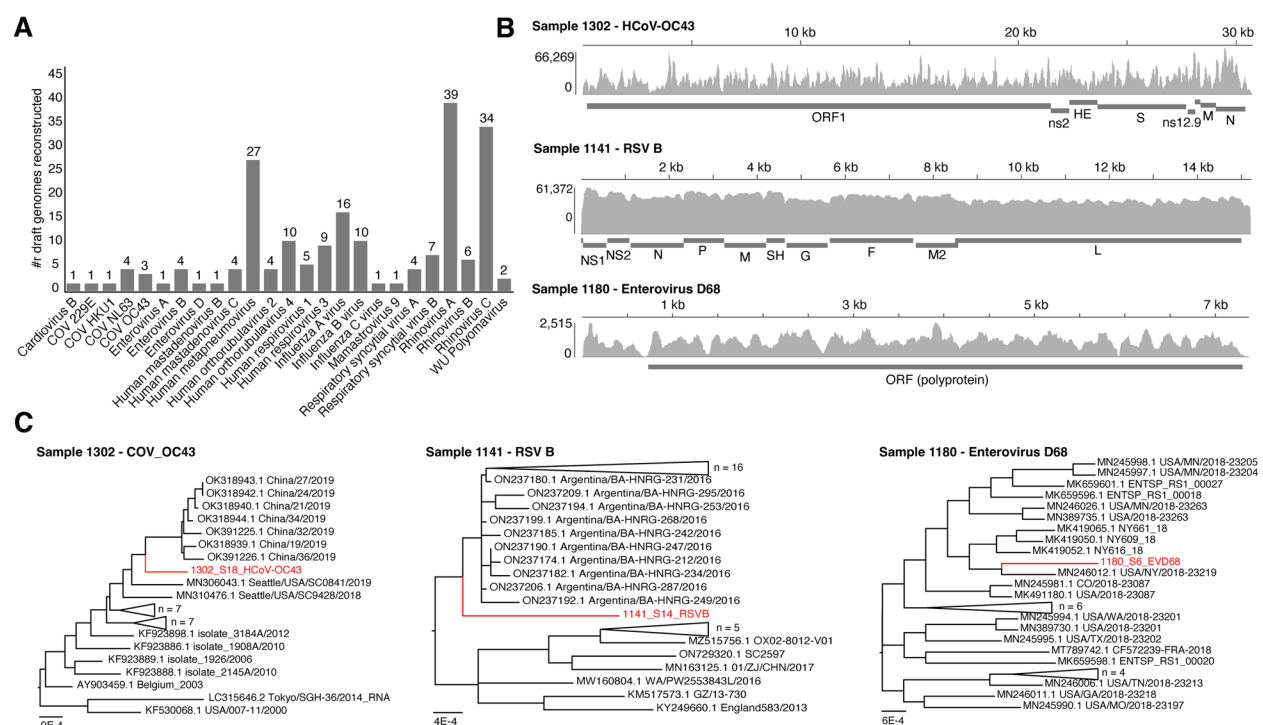 A
#r draft genomes reconstructed
45
40
35
30
25
20
15
10
5
0
1
1
1
4
3
1
4
1
1
4
27
4
10
5
9
16
10
1
1
4
7
39
6
34
2
Cardiovirus B
COV 229E
COV HKU1
COV NL63
COV OC43
Enterovirus A
Enterovirus B
Enterovirus D
Human mastadenovirus B
Human mastadenovirus C
Human metapneumovirus
Human orthorubulavirus 2
Human orthorubulavirus 4
Human respirovirus 1
Human respirovirus 3
Influenza A virus
Influenza B virus
Influenza C virus
Mamastrovirus 9
Respiratory syncytial virus A
Respiratory syncytial virus B
Rhinovirus A
Rhinovirus B
Rhinovirus C
WU Polyomavirus
B
Sample 1302 - HCoV-OC43
10 kb 20 kb 30 kb
66,269
0
ORF1 ns2 HE S ns12.9 M N
Sample 1141 - RSV B
2 kb 4 kb 6 kb 8 kb 10 kb 12 kb 14 kb
61,372
0
NS1 NS2 N P M SH G F M2 L
Sample 1180 - Enterovirus D68
1 kb 3 kb 5 kb 7 kb
2,515
0
ORF (polyprotein)
C
Sample 1302 - COV_OC43
OK318943.1 China/27/2019
OK318942.1 China/24/2019
OK318940.1 China/21/2019
OK318944.1 China/34/2019
OK391225.1 China/32/2019
OK318939.1 China/19/2019
OK391226.1 China/36/2019
1302_S18_HCoV-OC43
MN306043.1 Seattle/USA/SC0841/2019
MN310476.1 Seattle/USA/SC9428/2018
n = 7
n = 7
KF923898.1 isolate_3184A/2012
KF923886.1 isolate_1908A/2010
KF923889.1 isolate_1926/2006
KF923888.1 isolate_2145A/2010
AY903459.1 Belgium_2003
LC315646.2 Tokyo/SGH-36/2014_RNA
KF530068.1 USA/007-11/2000
Sample 1141 - RSV B
n = 16
ON237180.1 Argentina/BA-HNRG-231/2016
ON237209.1 Argentina/BA-HNRG-295/2016
ON237194.1 Argentina/BA-HNRG-253/2016
ON237199.1 Argentina/BA-HNRG-268/2016
ON237185.1 Argentina/BA-HNRG-242/2016
ON237190.1 Argentina/BA-HNRG-247/2016
ON237174.1 Argentina/BA-HNRG-212/2016
ON237182.1 Argentina/BA-HNRG-234/2016
ON237206.1 Argentina/BA-HNRG-287/2016
ON237192.1 Argentina/BA-HNRG-249/2016
1141_S14_RSVB
n = 5
MZ515756.1 OX02-8012-V01
ON729320.1 SC2597
MN163125.1 01/ZJ/CHN/2017
MW160804.1 WA/PW2553843L/2016
KM517573.1 GZ/13-730
KY249660.1 England583/2013
4E-4
Sample 1180 - Enterovirus D68
MN245998.1 USA/MN/2018-23205
MN245997.1 USA/MN/2018-23204
MK659601.1 ENTSP_RS1_00027
MK659596.1 ENTSP_RS1_00018
MN246026.1 USA/MN/2018-23263
MN389735.1 USA/2018-23263
MK419065.1 NY661_18
MK419050.1 NY609_18
MK419052.1 NY616_18
1180_S6_EVD68
MN246012.1 USA/NY/2018-23219
MN245981.1 CO/2018-23087
MK491180.1 USA/2018-23087
n = 6
MN245994.1 USA/WA/2018-23201
MN389730.1 USA/2018-23201
MN245995.1 USA/TX/2018-23202
MT789742.1 CF572239-FRA-2018
MK659598.1 ENTSP_RS1_00020
n = 4
MN246006.1 USA/TN/2018-23213
MN246011.1 USA/GA/2018-23218
MN245990.1 USA/MO/2018-23197
6E-4